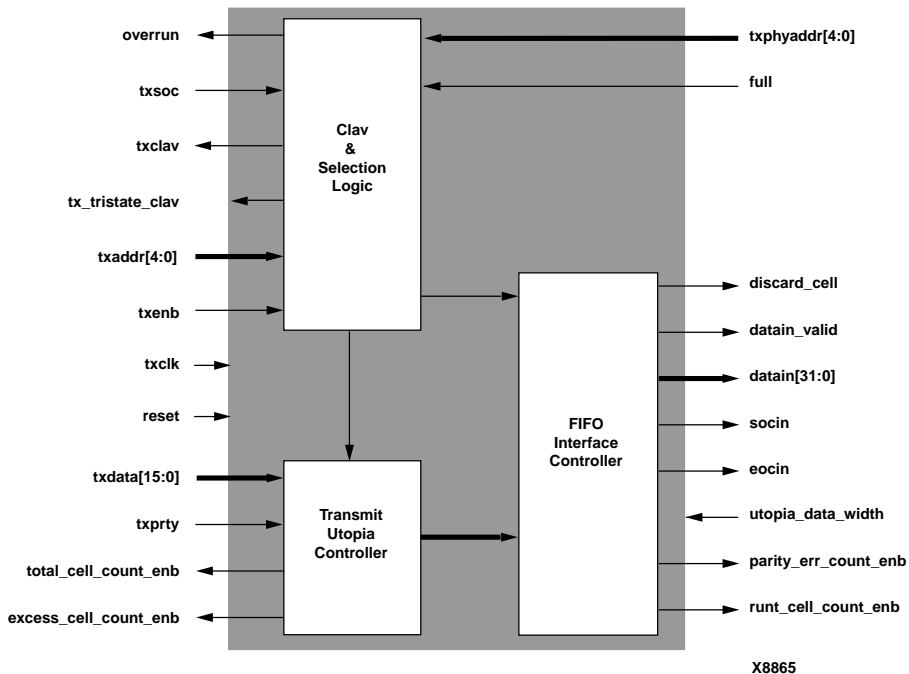 overrun
txsoc
txclav
tx_tristate_clav
txaddr[4:0]
txenb
txclk
reset
txdata[15:0]
txprty
total_cell_count_enb
excess_cell_count_enb
Clav
&
Selection
Logic
Transmit
Utopia
Controller
FIFO
Interface
Controller
txphyaddr[4:0]
full
discard_cell
datain_valid
datain[31:0]
socin
eocin
utopia_data_width
parity_err_count_enb
runt_cell_count_enb
X8865